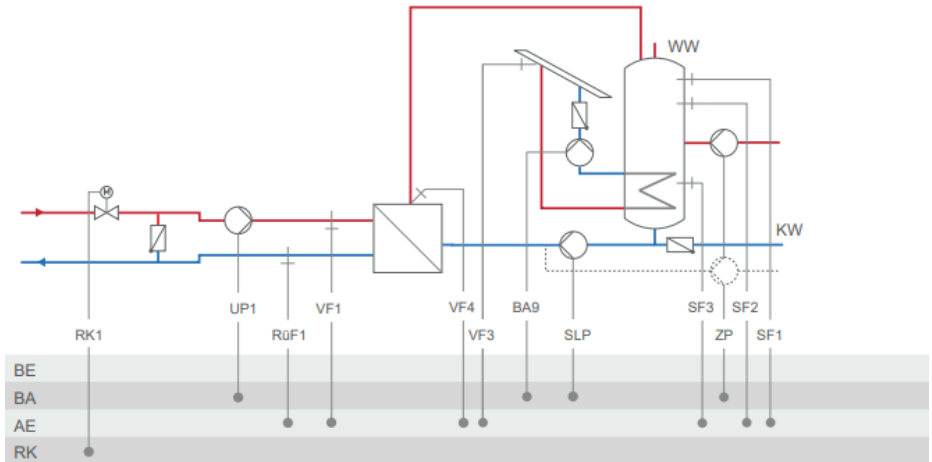 WW
M
KW
UP1 VF1 VF4 BA9 SF3 SF2
RK1 RüF1 VF3 SLP ZP SF1
BE
BA
AE
RK